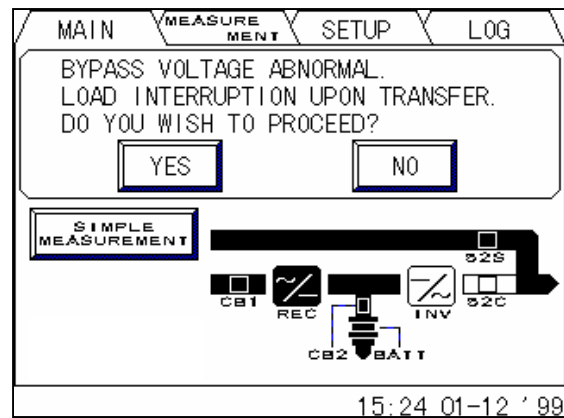 MAIN MEASURE MENT SETUP LOG
BYPASS VOLTAGE ABNORMAL.
LOAD INTERRUPTION UPON TRANSFER.
DO YOU WISH TO PROCEED?
YES NO
SIMPLE
MEASUREMENT
52S
CB1 REC INV 52C
CB2 BATT
15:24 01-12 '99